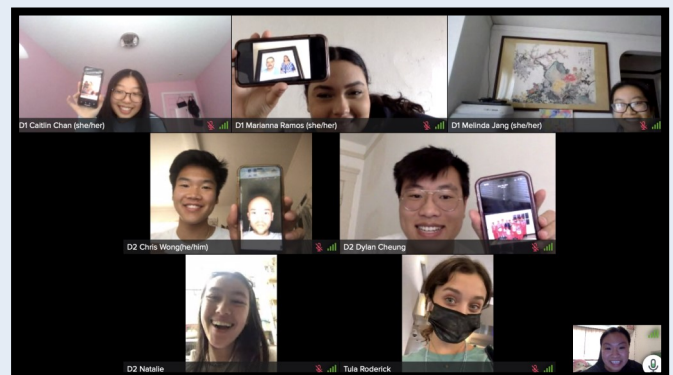 D1 Caitlin Chan (she/her)
D1 Marianna Ramos (she/her)
D1 Melinda Jang (she/her)
D2 Chris Wong(he/him)
D2 Dylan Cheung
D2 Natalie
Tula Roderick